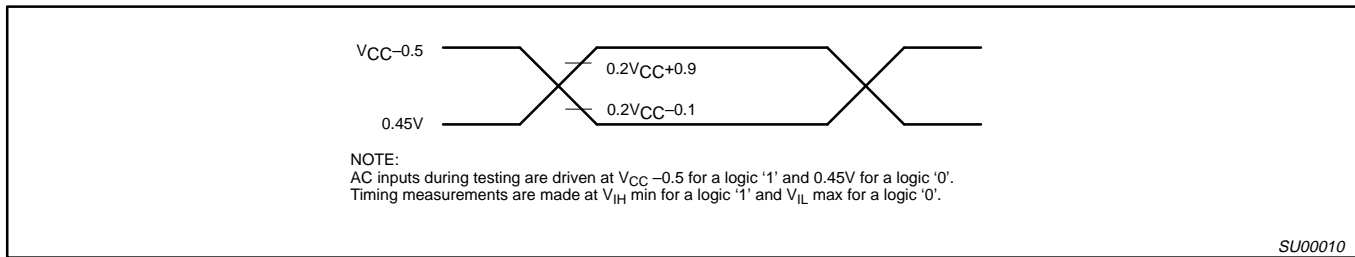 VCC–0.5
0.2VCC+0.9
0.2VCC–0.1
0.45V
NOTE:
AC inputs during testing are driven at VCC –0.5 for a logic ‘1’ and 0.45V for a logic ‘0’.
Timing measurements are made at VIH min for a logic ‘1’ and VIL max for a logic ‘0’.
SU00010